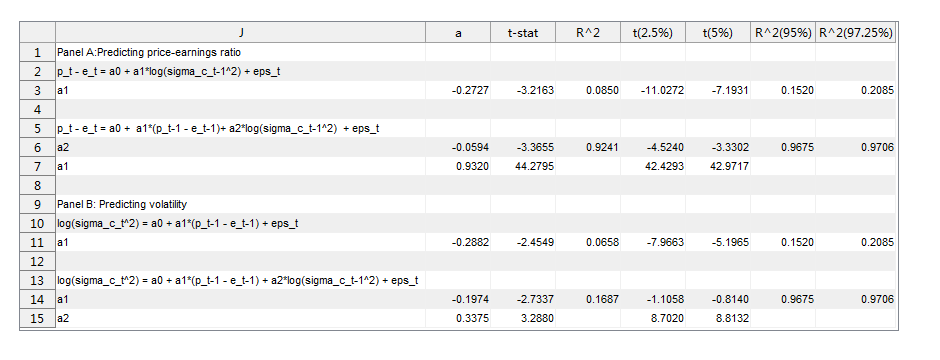 J a t-stat R^2 t(2.5%) t(5%) R^2(95%) R^2(97.25%)
1 Panel A:Predicting price-earnings ratio
2 p_t - e_t = a0 + a1*log(sigma_c_t-1^2) + eps_t
3 a1 -0.2727 -3.2163 0.0850 -11.0272 -7.1931 0.1520 0.2085
4
5 p_t - e_t = a0 + a1*(p_t-1 - e_t-1)+ a2*log(sigma_c_t-1^2) + eps_t
6 a2 -0.0594 -3.3655 0.9241 -4.5240 -3.3302 0.9675 0.9706
7 a1 0.9320 44.2795 42.4293 42.9717
8
9 Panel B: Predicting volatility
10 log(sigma_c_t^2) = a0 + a1*(p_t-1 - e_t-1) + eps_t
11 a1 -0.2882 -2.4549 0.0658 -7.9663 -5.1965 0.1520 0.2085
12
13 log(sigma_c_t^2) = a0 + a1*(p_t-1 - e_t-1) + a2*log(sigma_c_t-1^2) + eps_t
14 a1 -0.1974 -2.7337 0.1687 -1.1058 -0.8140 0.9675 0.9706
15 a2 0.3375 3.2880 8.7020 8.8132